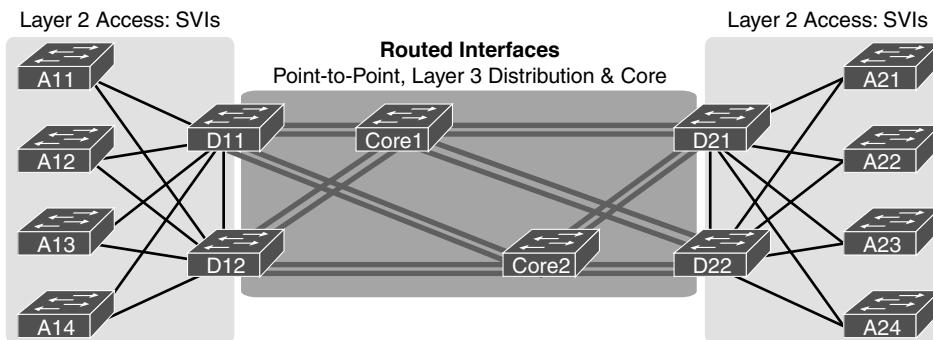 Layer 2 Access: SVIs
Layer 2 Access: SVIs
Routed Interfaces
Point-to-Point, Layer 3 Distribution & Core
A11
A12
A13
A14
D11
D12
Core1
Core2
D21
D22
A21
A22
A23
A24